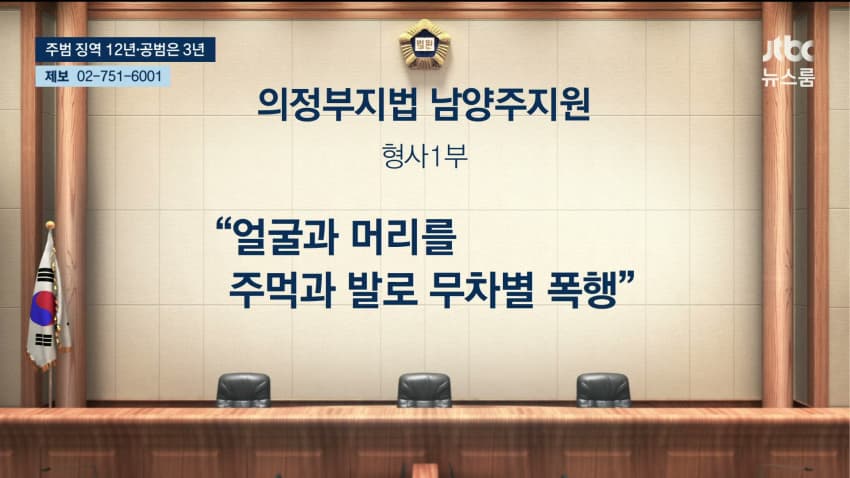 주범 징역 12년·공범은 3년
제보 02-751-6001
법원
jtbc
뉴스룸
의정부지법 남양주지원
형사1부
“얼굴과 머리를
주먹과 발로 무차별 폭행”